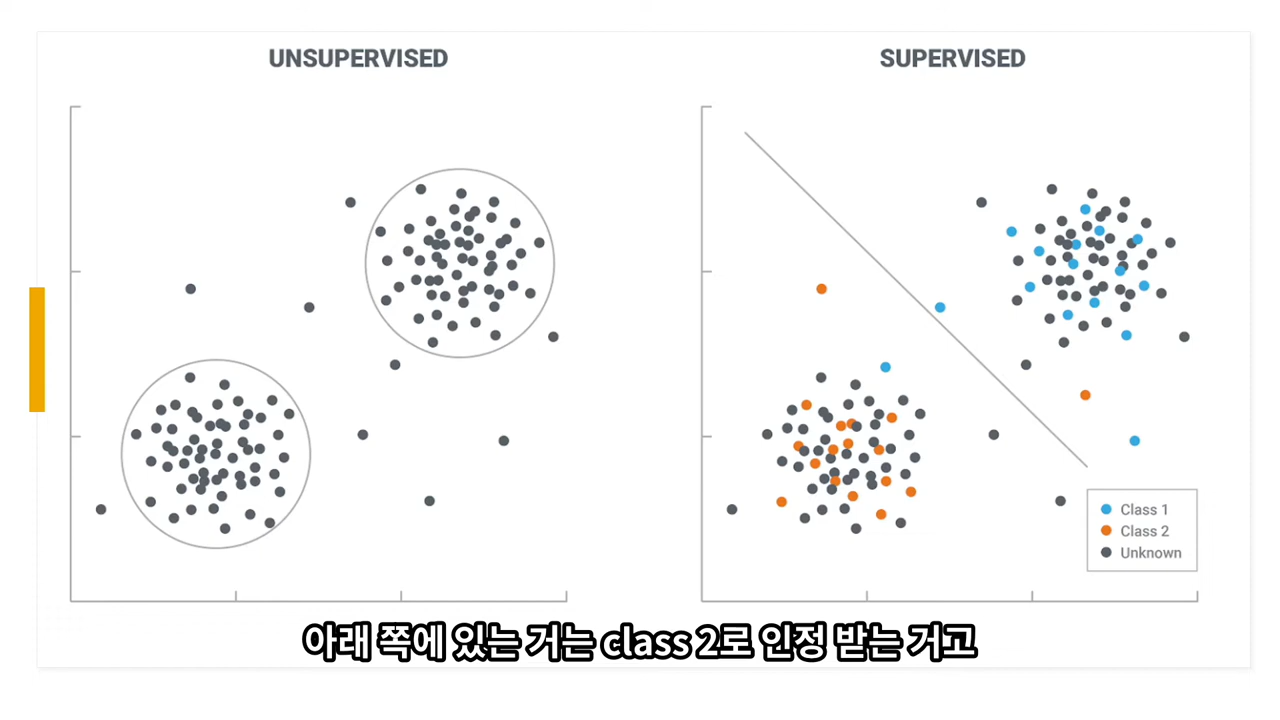 UNSUPERVISED
SUPERVISED
Class 1
Class 2
Unknown
아래 쪽에 있는 거는 class 2로 인정 받는 거고